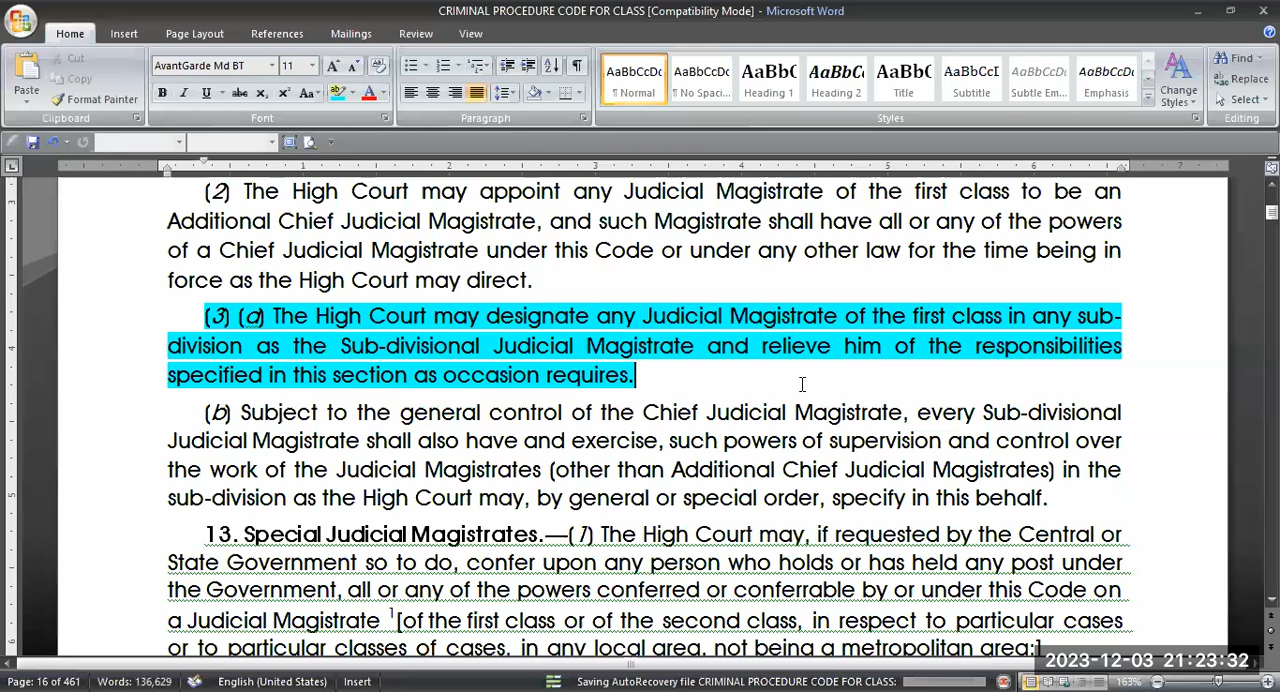 CRIMINAL PROCEDURE CODE FOR CLASS [Compatibility Mode] - Microsoft Word
Home Insert Page Layout References Mailings Review View
Paste
Cut
Copy
Format Painter
Clipboard
AvantGarde Md BT 11
Font
Paragraph
AaBbCcDc AaBbCcDc AaBbC AaBbCc AaBbC AaBbCcI AaBbCcDc AaBbCcDc
¶ Normal ¶ No Spaci... Heading 1 Heading 2 Title Subtitle Subtle Em... Emphasis
Styles
Change Styles
Find
Replace
Select
Editing
1 2 3 4 5 6 7
(2) The High Court may appoint any Judicial Magistrate of the first class to be an
Additional Chief Judicial Magistrate, and such Magistrate shall have all or any of the powers
of a Chief Judicial Magistrate under this Code or under any other law for the time being in
force as the High Court may direct.
(3) (a) The High Court may designate any Judicial Magistrate of the first class in any sub-
division as the Sub-divisional Judicial Magistrate and relieve him of the responsibilities
specified in this section as occasion requires.
(b) Subject to the general control of the Chief Judicial Magistrate, every Sub-divisional
Judicial Magistrate shall also have and exercise, such powers of supervision and control over
the work of the Judicial Magistrates (other than Additional Chief Judicial Magistrates) in the
sub-division as the High Court may, by general or special order, specify in this behalf.
13. Special Judicial Magistrates.—(1) The High Court may, if requested by the Central or
State Government so to do, confer upon any person who holds or has held any post under
the Government, all or any of the powers conferred or conferrable by or under this Code on
a Judicial Magistrate 1[of the first class or of the second class, in respect to particular cases
or to particular classes of cases, in any local area, not being a metropolitan area:]
2023-12-03 21:23:32
Page: 16 of 461 Words: 136,629 English (United States) Insert Saving AutoRecovery file CRIMINAL PROCEDURE CODE FOR CLASS: 163%